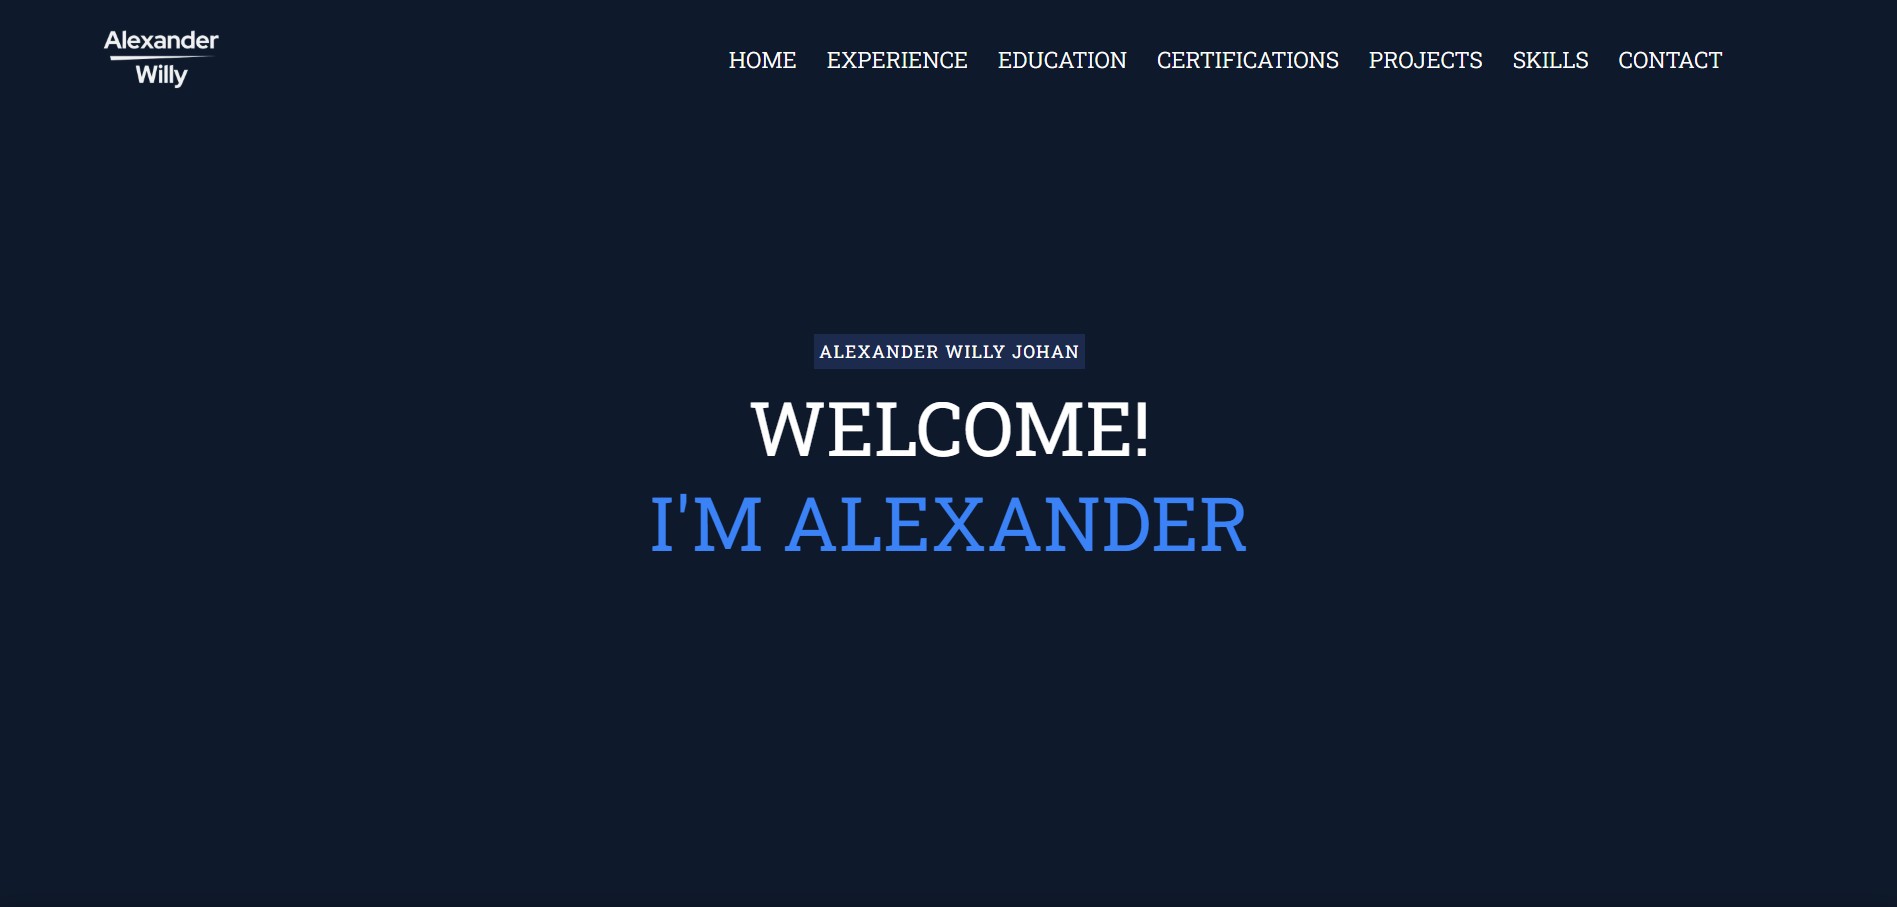 Alexander
Willy
HOME EXPERIENCE EDUCATION CERTIFICATIONS PROJECTS SKILLS CONTACT
ALEXANDER WILLY JOHAN
WELCOME!
I'M ALEXANDER